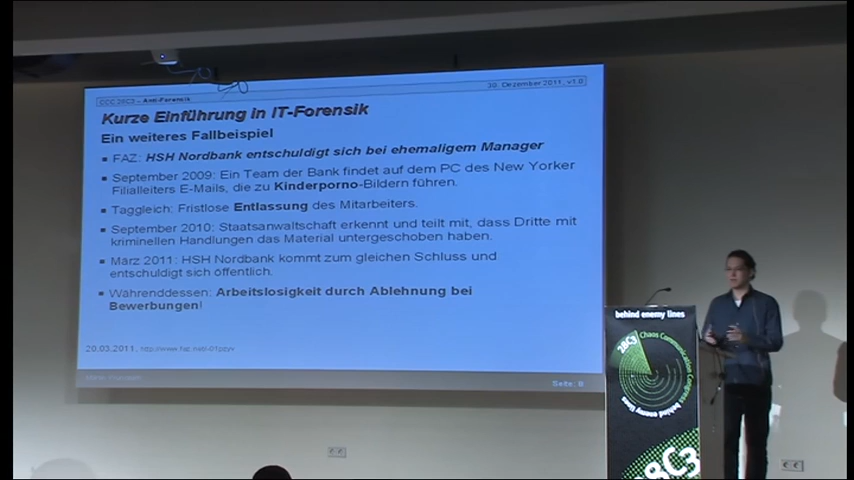 CCC 28C3 – Anti-Forensik
30. Dezember 2011, v1.0
Kurze Einführung in IT-Forensik
Ein weiteres Fallbeispiel
FAZ: HSH Nordbank entschuldigt sich bei ehemaligem Manager
September 2009: Ein Team der Bank findet auf dem PC des New Yorker
Filialleiters E-Mails, die zu Kinderporno-Bildern führen.
Taggleich: Fristlose Entlassung des Mitarbeiters.
September 2010: Staatsanwaltschaft erkennt und teilt mit, dass Dritte mit
kriminellen Handlungen das Material untergeschoben haben.
März 2011: HSH Nordbank kommt zum gleichen Schluss und
entschuldigt sich öffentlich.
Währenddessen: Arbeitslosigkeit durch Ablehnung bei
Bewerbungen!
20.03.2011,
Seite: 8
behind enemy lines
28C3
Chaos Communication Congress
behind enemy lines
28C3